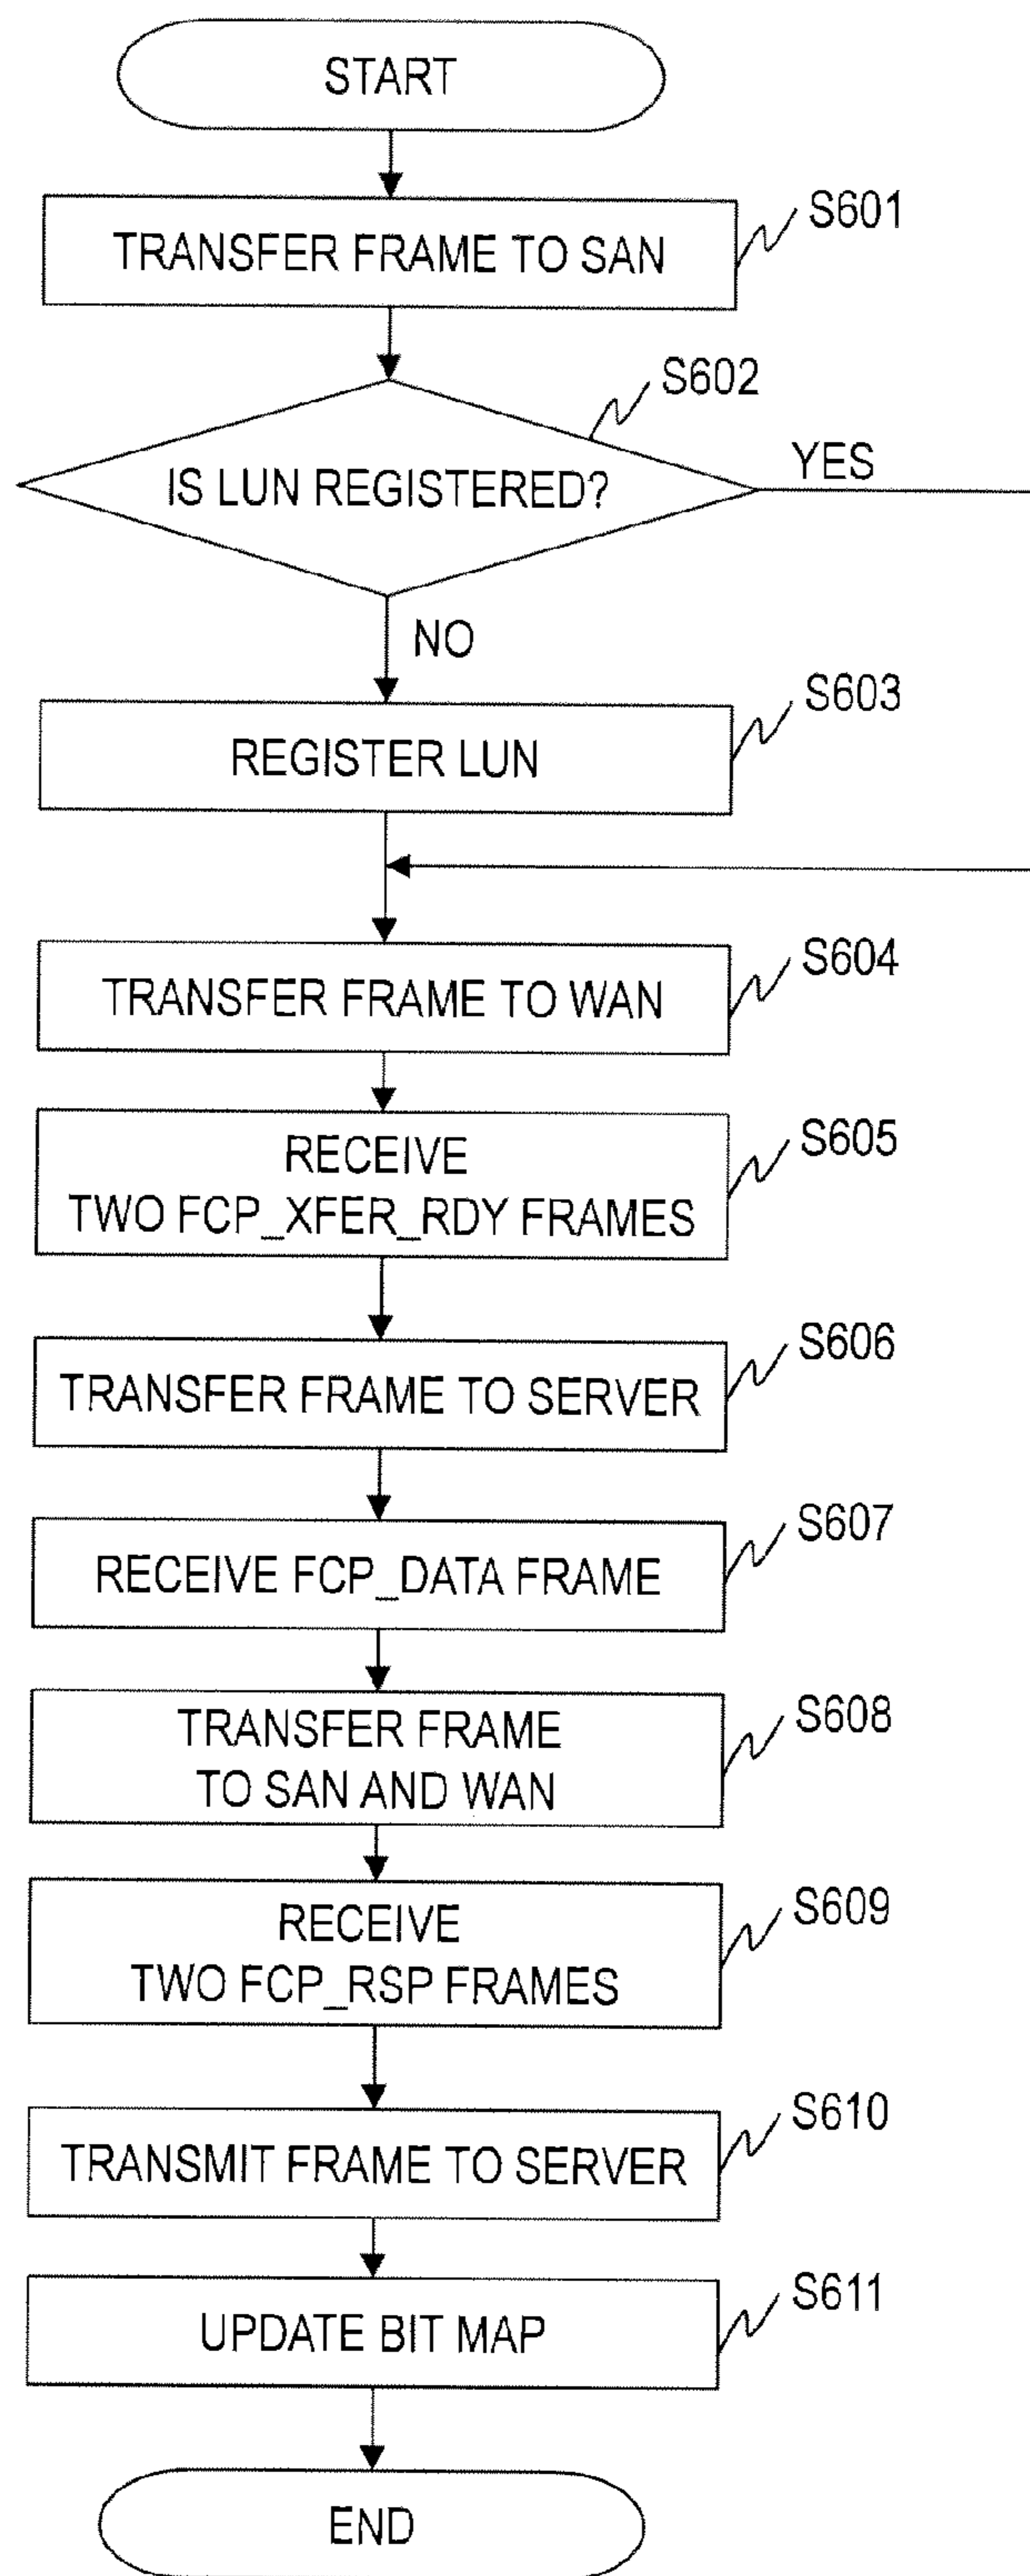 START
TRANSFER FRAME TO SAN
S601
S602
IS LUN REGISTERED?
YES
NO
S603
REGISTER LUN
S604
TRANSFER FRAME TO WAN
S605
RECEIVE
TWO FCP_XFER_RDY FRAMES
S606
TRANSFER FRAME TO SERVER
S607
RECEIVE FCP_DATA FRAME
S608
TRANSFER FRAME
TO SAN AND WAN
S609
RECEIVE
TWO FCP_RSP FRAMES
S610
TRANSMIT FRAME TO SERVER
S611
UPDATE BIT MAP
END